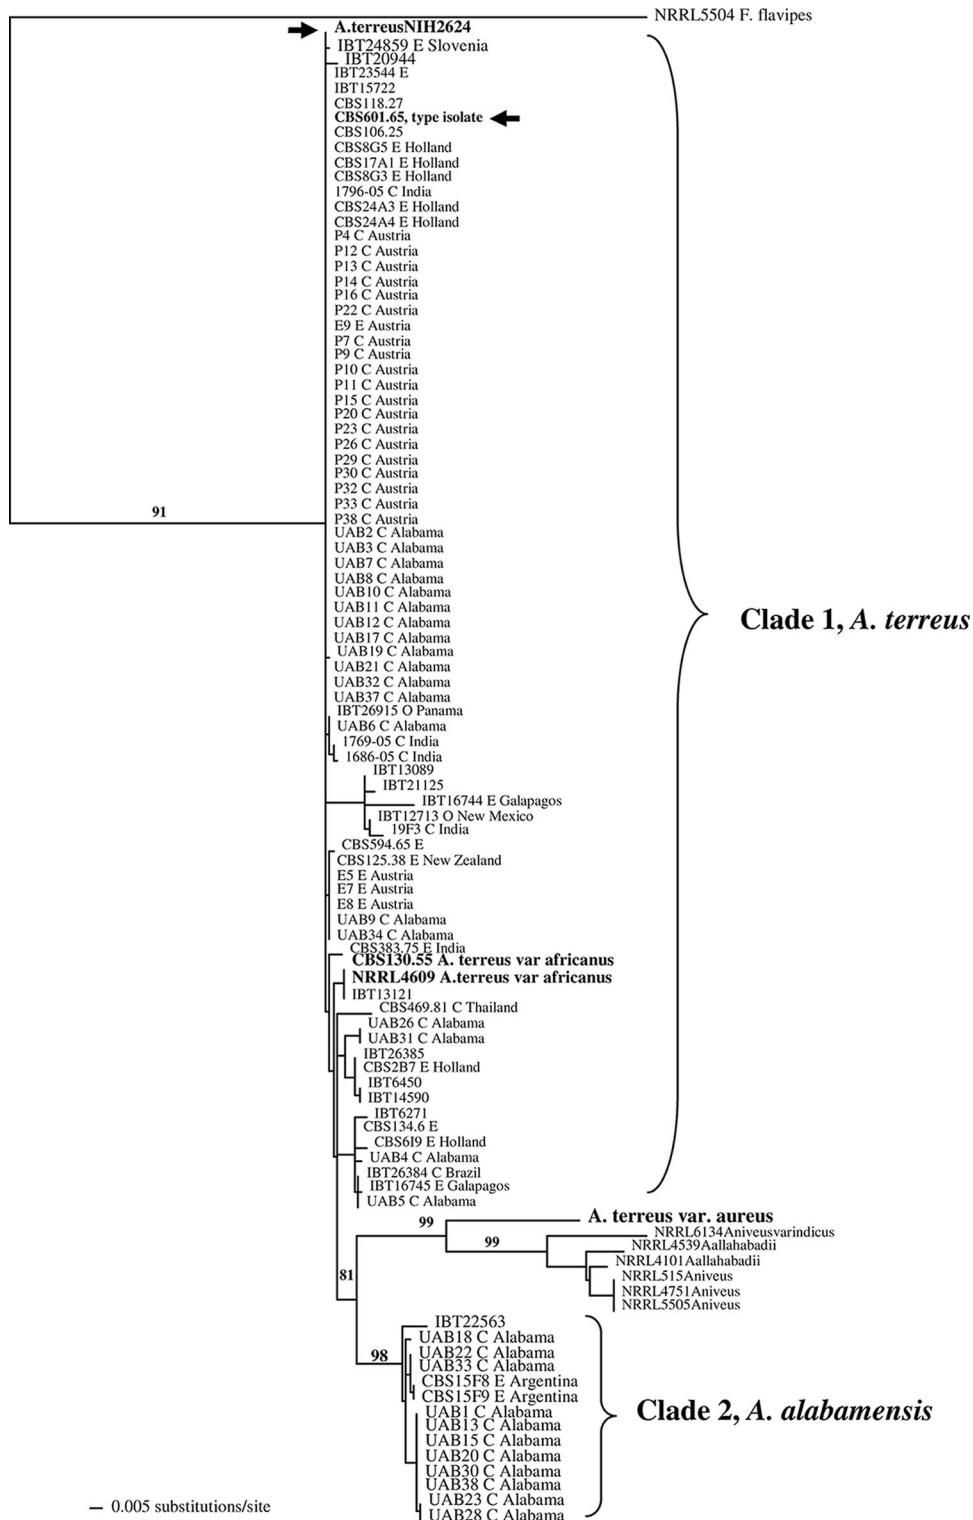 NRRL5504 F. flavipes
A.terreusNIH2624
IBT24859 E Slovenia
IBT20944
IBT23544 E
IBT15722
CBS118.27
CBS601.65, type isolate
CBS106.25
CBS8G5 E Holland
CBS17A1 E Holland
CBS8G3 E Holland
1796-05 C India
CBS24A3 E Holland
CBS24A4 E Holland
P4 C Austria
P12 C Austria
P13 C Austria
P14 C Austria
P16 C Austria
P22 C Austria
E9 E Austria
P7 C Austria
P9 C Austria
P10 C Austria
P11 C Austria
P15 C Austria
P20 C Austria
P23 C Austria
P26 C Austria
P29 C Austria
P30 C Austria
P32 C Austria
P33 C Austria
91
P38 C Austria
UAB2 C Alabama
UAB3 C Alabama
UAB7 C Alabama
UAB8 C Alabama
UAB10 C Alabama
UAB11 C Alabama
Clade 1, A. terreus
UAB12 C Alabama
UAB17 C Alabama
UAB19 C Alabama
UAB21 C Alabama
UAB32 C Alabama
UAB37 C Alabama
IBT26915 O Panama
UAB6 C Alabama
1769-05 C India
1686-05 C India
IBT13089
IBT21125
IBT16744 E Galapagos
IBT12713 O New Mexico
19F3 C India
CBS594.65 E
CBS125.38 E New Zealand
E5 E Austria
E7 E Austria
E8 E Austria
UAB9 C Alabama
UAB34 C Alabama
CBS383.75 E India
CBS130.55 A. terreus var africanus
NRRL4609 A.terreus var africanus
IBT13121
CBS469.81 C Thailand
UAB26 C Alabama
UAB31 C Alabama
IBT26385
CBS2B7 E Holland
IBT6450
IBT14590
IBT6271
CBS134.6 E
CBS6I9 E Holland
UAB4 C Alabama
IBT26384 C Brazil
IBT16745 E Galapagos
UAB5 C Alabama
A. terreus var. aureus
99
NRRL6134Aniveusvarindicus
99
NRRL4539Aallahabadii
NRRL4101Aallahabadii
81
NRRL515Aniveus
NRRL4751Aniveus
NRRL5505Aniveus
IBT22563
UAB18 C Alabama
98
UAB22 C Alabama
UAB33 C Alabama
CBS15F8 E Argentina
CBS15F9 E Argentina
Clade 2, A. alabamensis
UAB1 C Alabama
UAB13 C Alabama
UAB15 C Alabama
UAB20 C Alabama
UAB30 C Alabama
UAB38 C Alabama
UAB23 C Alabama
UAB28 C Alabama
0.005 substitutions/site